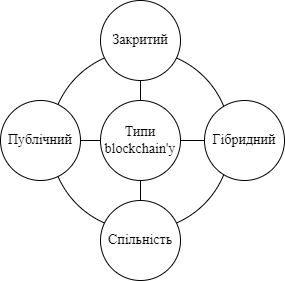 Закритий
Публічний
Типи
blockchain'у
Гібридний
Спільність